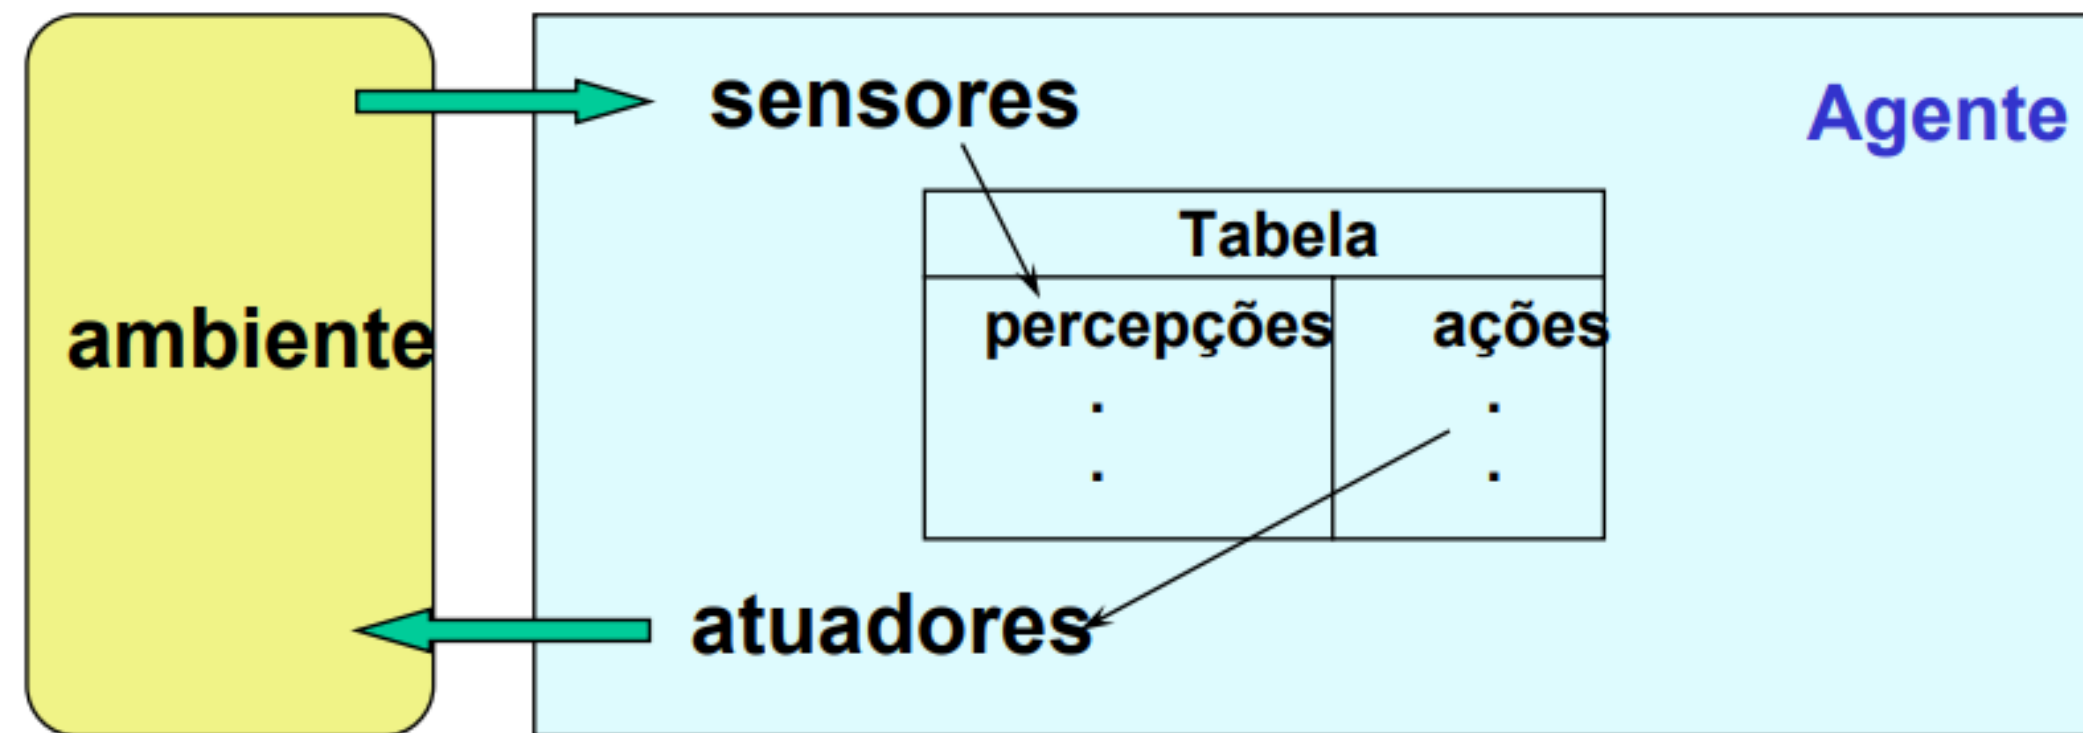 sensores
Agente
Tabela
percepções ações
. .
. .
ambiente
atuadores